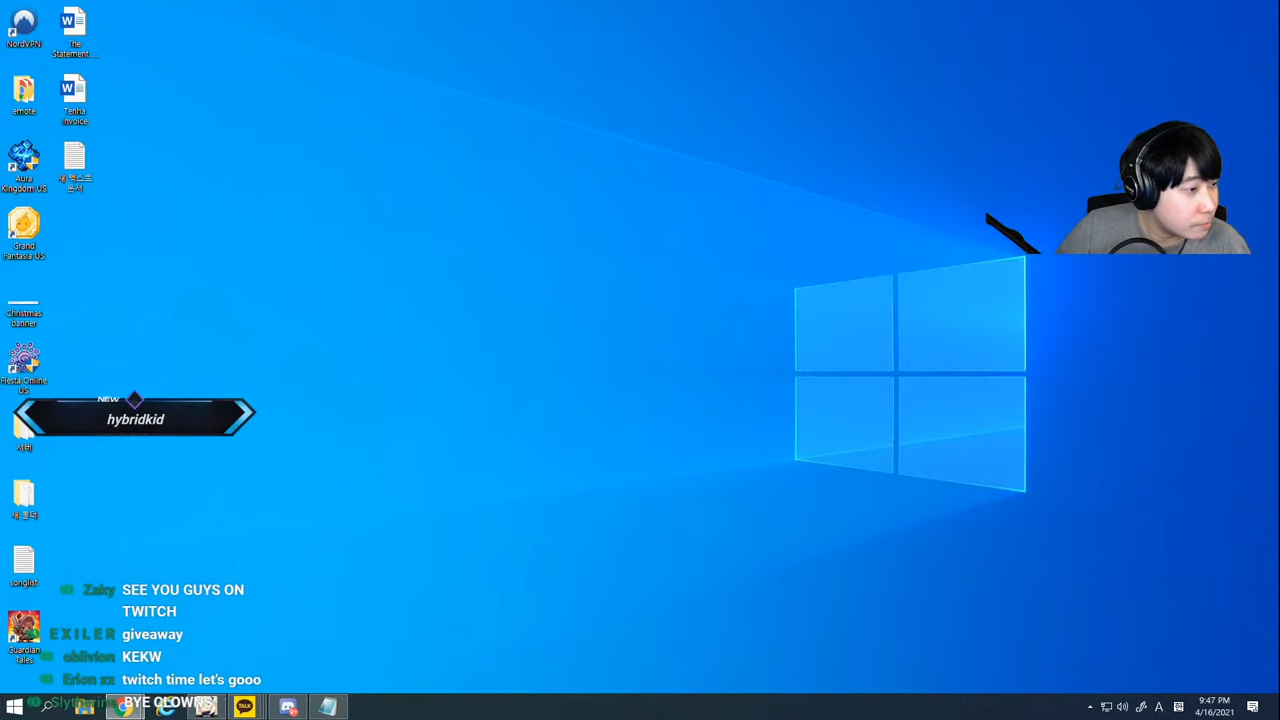 NordVPN
The
Statement ...
emote
Tenha
invoice
Aura
Kingdom US
새 텍스트
문서
Grand
Fantasia US
Christmas
banner
Fiesta Online
US
NEW
hybridkid
서버
새 폴더
songlist
Guardian
Tales
Zaky SEE YOU GUYS ON
TWITCH
EXILER giveaway
oblivion KEKW
Erion xx twitch time let's gooo
BYE CLOWNS
TALK
A
9:47 PM
4/16/2021